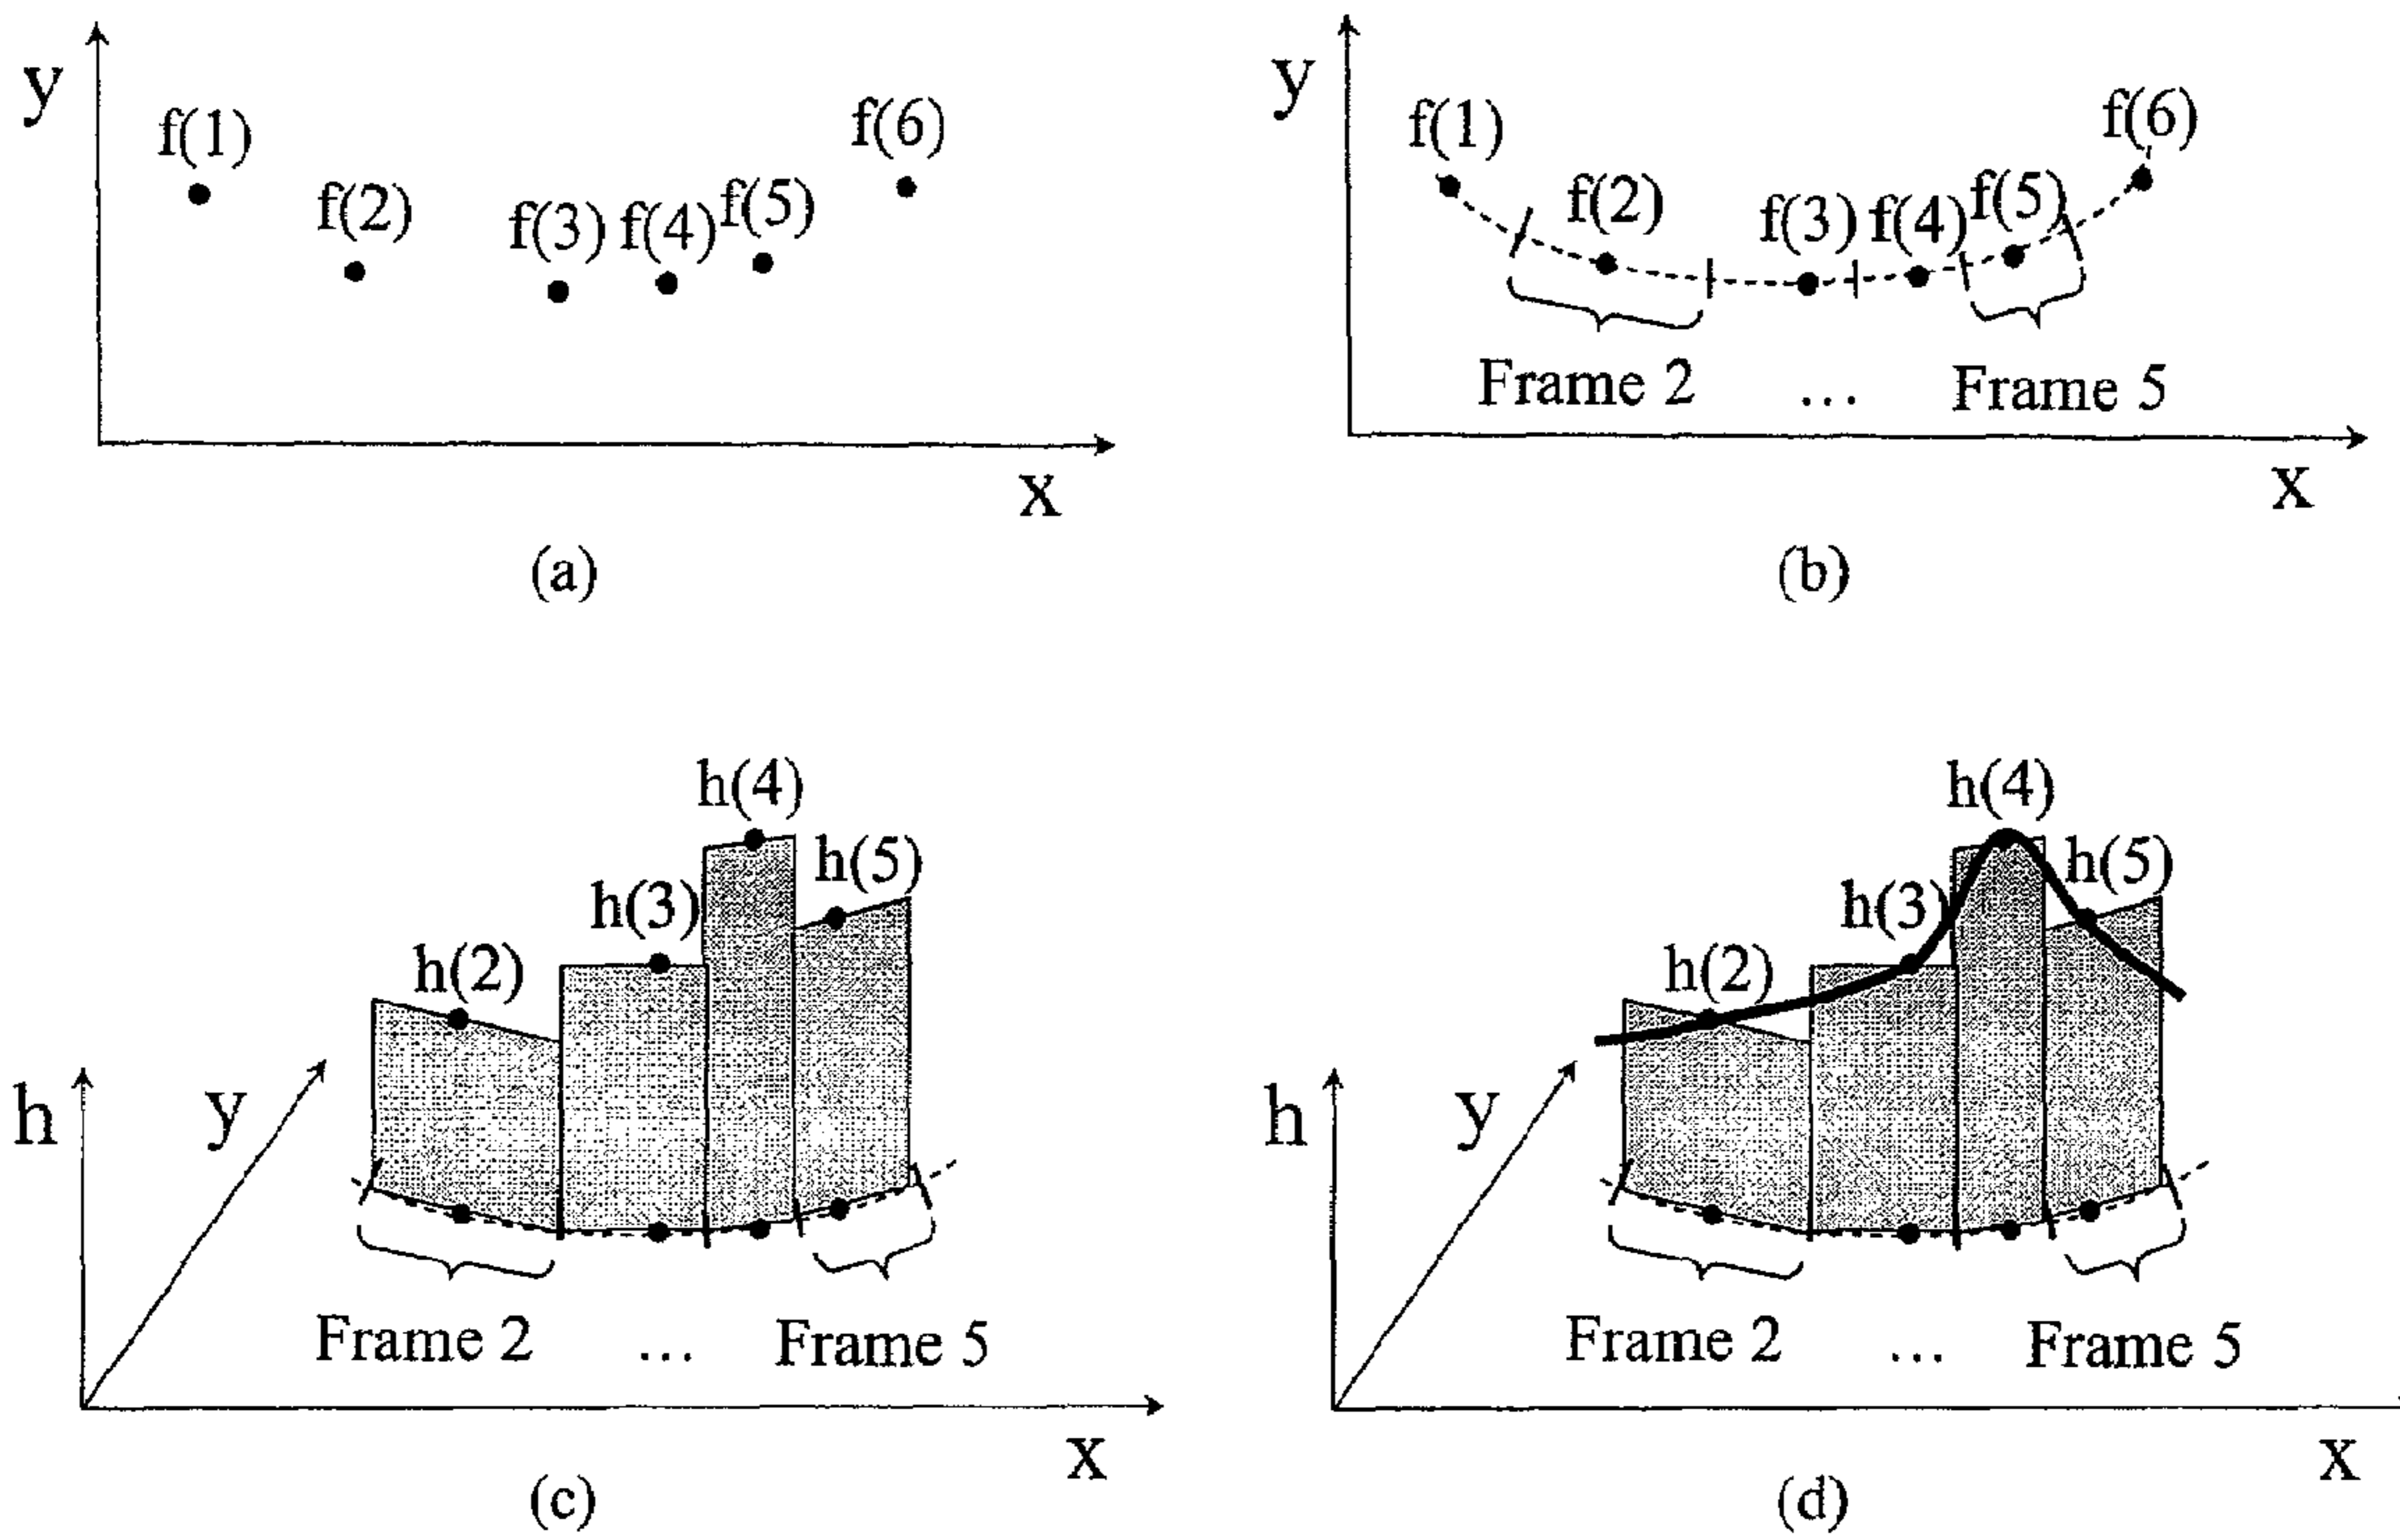 y
f(1)
f(2)
f(3)
f(4)
f(5)
f(6)
x
(a)
y
f(1)
f(2)
f(3)
f(4)
f(5)
f(6)
Frame 2 ... Frame 5
x
(b)
h
y
h(2)
h(3)
h(4)
h(5)
Frame 2 ... Frame 5
x
(c)
h
y
h(2)
h(3)
h(4)
h(5)
Frame 2 ... Frame 5
x
(d)